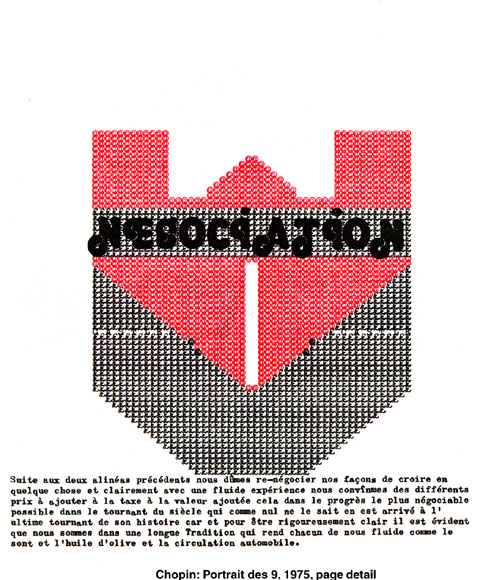 NEGOCIATION
Suite aux deux alinéas précédents nous dûmes re-négocier nos façons de croire en
quelque chose et clairement avec une fluide expérience nous convînmes des différents
prix à ajouter à la taxe à la valeur ajoutée cela dans le progrès le plus négociable
possible dans le tournant du siècle qui comme nul ne le sait en est arrivé à l'
ultime tournant de son histoire car et pour être rigoureusement clair il est évident
que nous sommes dans une longue Tradition qui rend chacun de nous fluide comme le
sont et l'huile d'olive et la circulation automobile.
Chopin: Portrait des 9, 1975, page detail